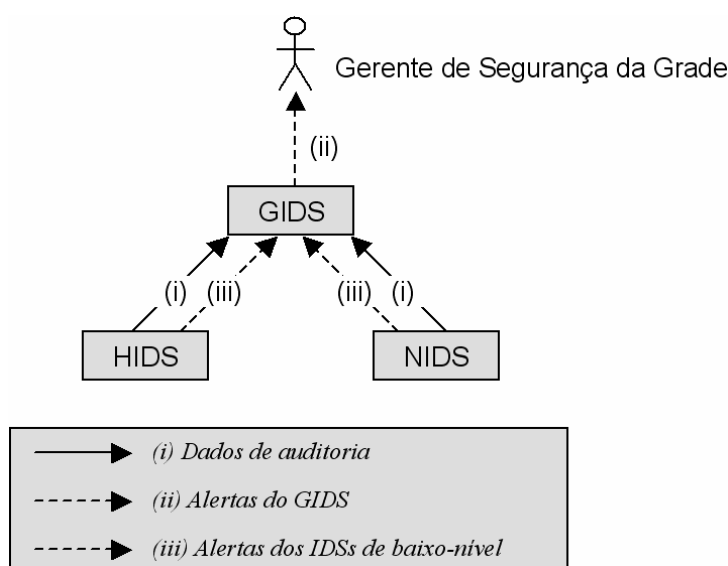 Gerente de Segurança da Grade
(ii)
GIDS
(i) (iii) (iii) (i)
HIDS NIDS
(i) Dados de auditoria
(ii) Alertas do GIDS
(iii) Alertas dos IDSs de baixo-nível